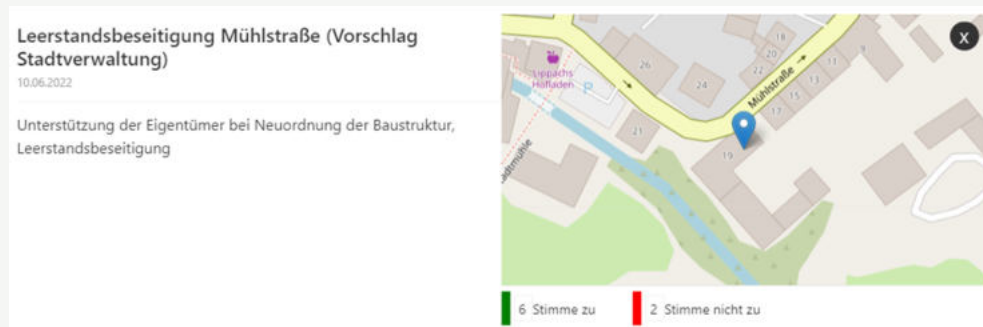 Leerstandsbeseitigung Mühlstraße (Vorschlag
Stadtverwaltung)
10.06.2022
Unterstützung der Eigentümer bei Neuordnung der Baustruktur,
Leerstandsbeseitigung
X
18
20
22
9
11
13
15
17
26
24
Lippachs
Hofladen
P
Mühlstraße
21
19
6 Stimme zu
2 Stimme nicht zu